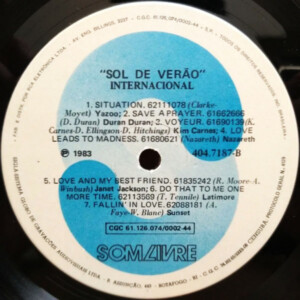 "SOL DE VERÃO"
INTERNACIONAL
1. SITUATION. 62111078 (Clarke-
Moyet) Yazoo; 2. SAVE A PRAYER. 61662666
(D. Duran) Duran Duran; 2. VOYEUR. 61690139(K.
Carnes-D. Ellingson-D. Hitchings) Kim Carnes; 4. LOVE
LEADS TO MADNESS. 61680621 (Nazareth) Nazareth
℗ 1983
404.7187-B
5. LOVE AND MY BEST FRIEND. 61835242 (R. Moore-A.
Winbush) Janet Jackson; 6. DO THAT TO ME ONE
MORE TIME. 62113569 (T. Tennile) Latimore
7. FALLIN' IN LOVE. 62088181 (A.
Faye-W. Blane) Sunset
CGC 61.126.074/0002-44
SOM LIVRE